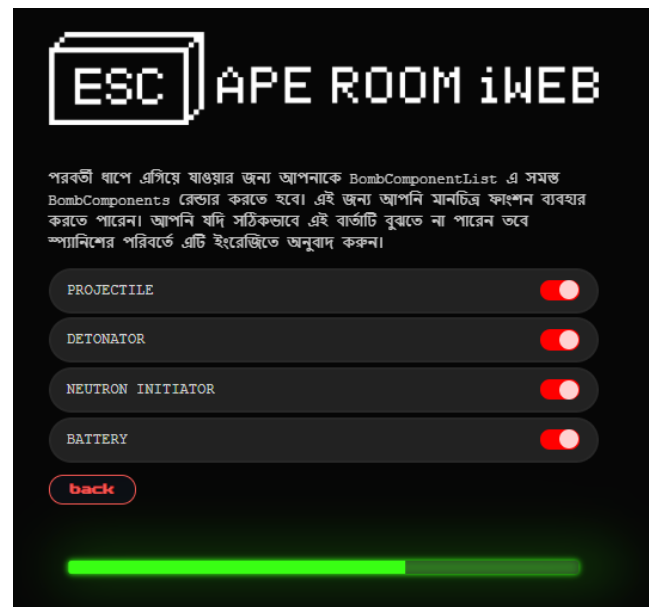 ESCAPE ROOM iWEB
পরবর্তী ধাপে এগিয়ে যাওয়ার জন্য আপনাকে BombComponentList এ সমস্ত
BombComponents রেন্ডার করতে হবে। এই জন্য আপনি মানচিত্র ফাংশন ব্যবহার
করতে পারেন। আপনি যদি সঠিকভাবে এই বার্তাটি বুঝতে না পারেন তবে
স্প্যানিশের পরিবর্তে এটি ইংরেজিতে অনুবাদ করুন।
PROJECTILE
DETONATOR
NEUTRON INITIATOR
BATTERY
back